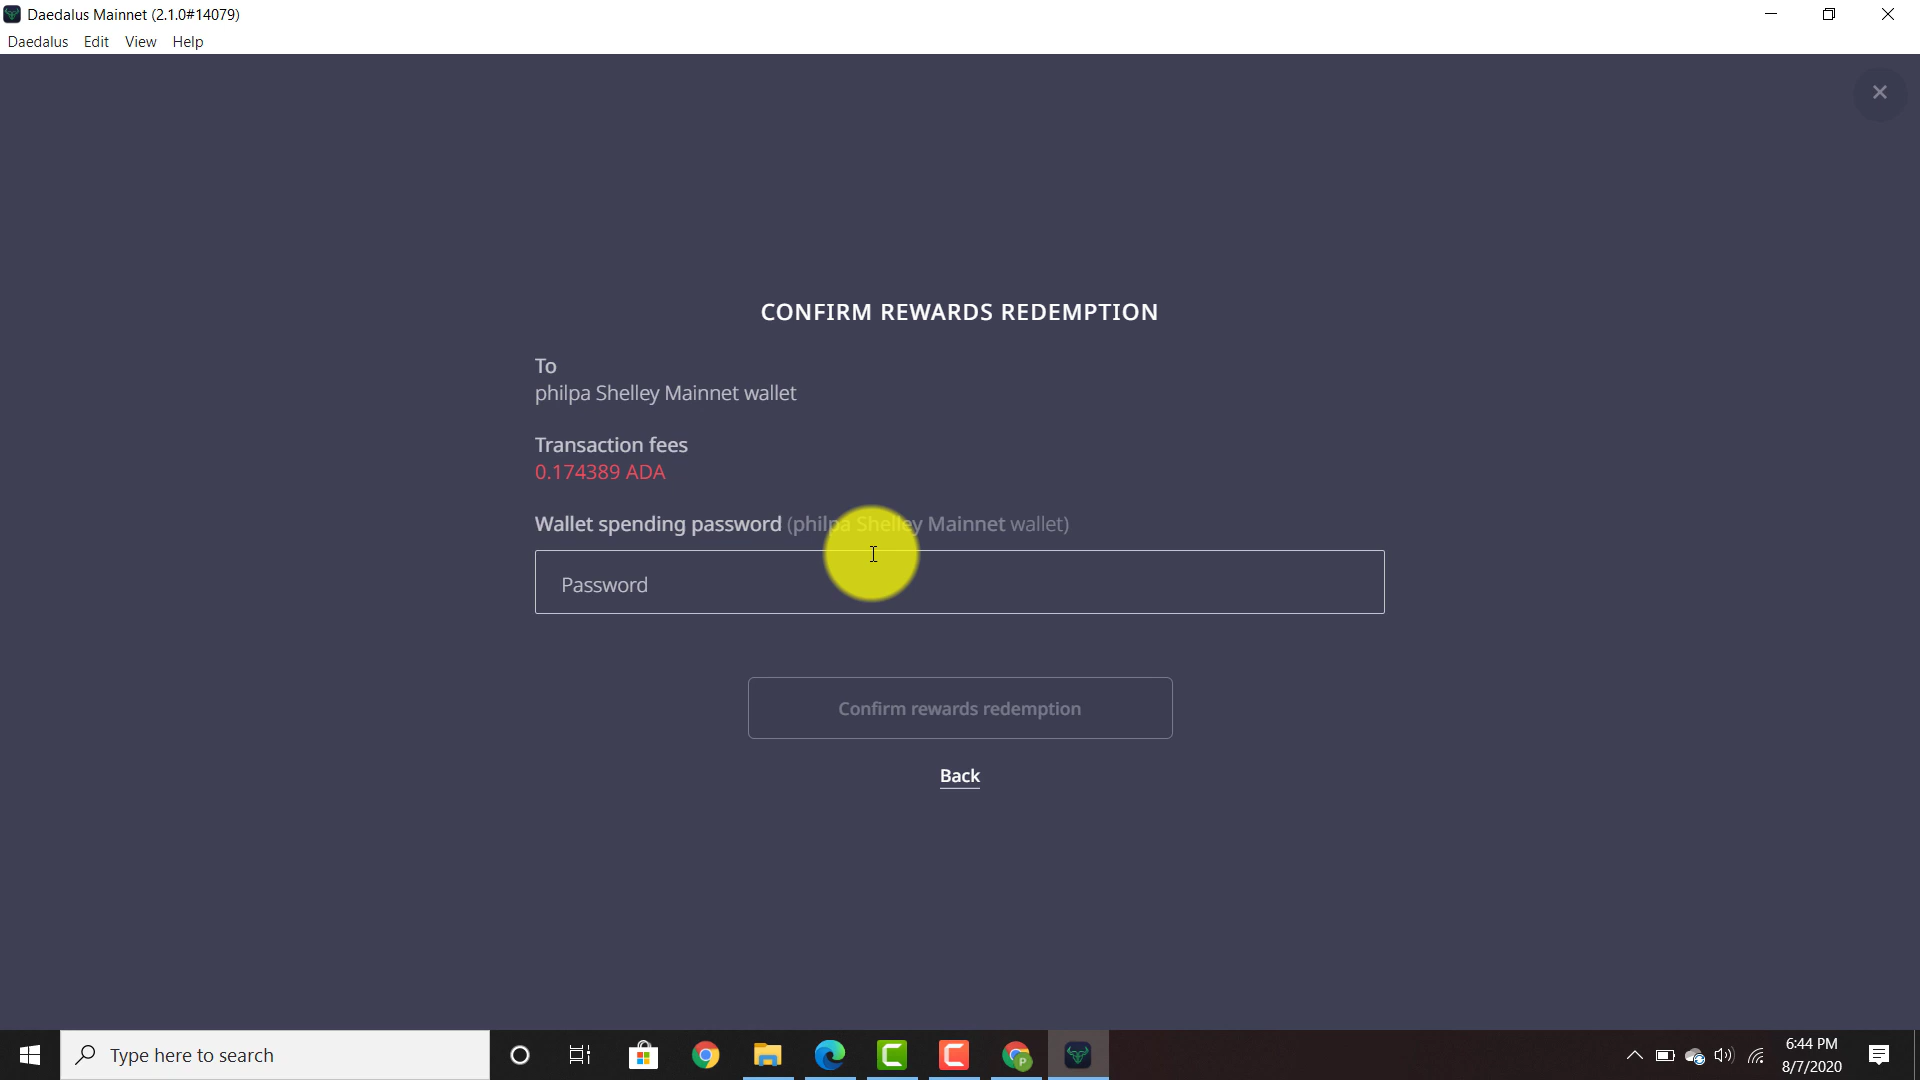 Daedalus Mainnet (2.1.0#14079)
Daedalus Edit View Help
CONFIRM REWARDS REDEMPTION
To
philpa Shelley Mainnet wallet
Transaction fees
0.174389 ADA
Wallet spending password (philpa Shelley Mainnet wallet)
Password
Confirm rewards redemption
Back
Type here to search
P
6:44 PM
8/7/2020